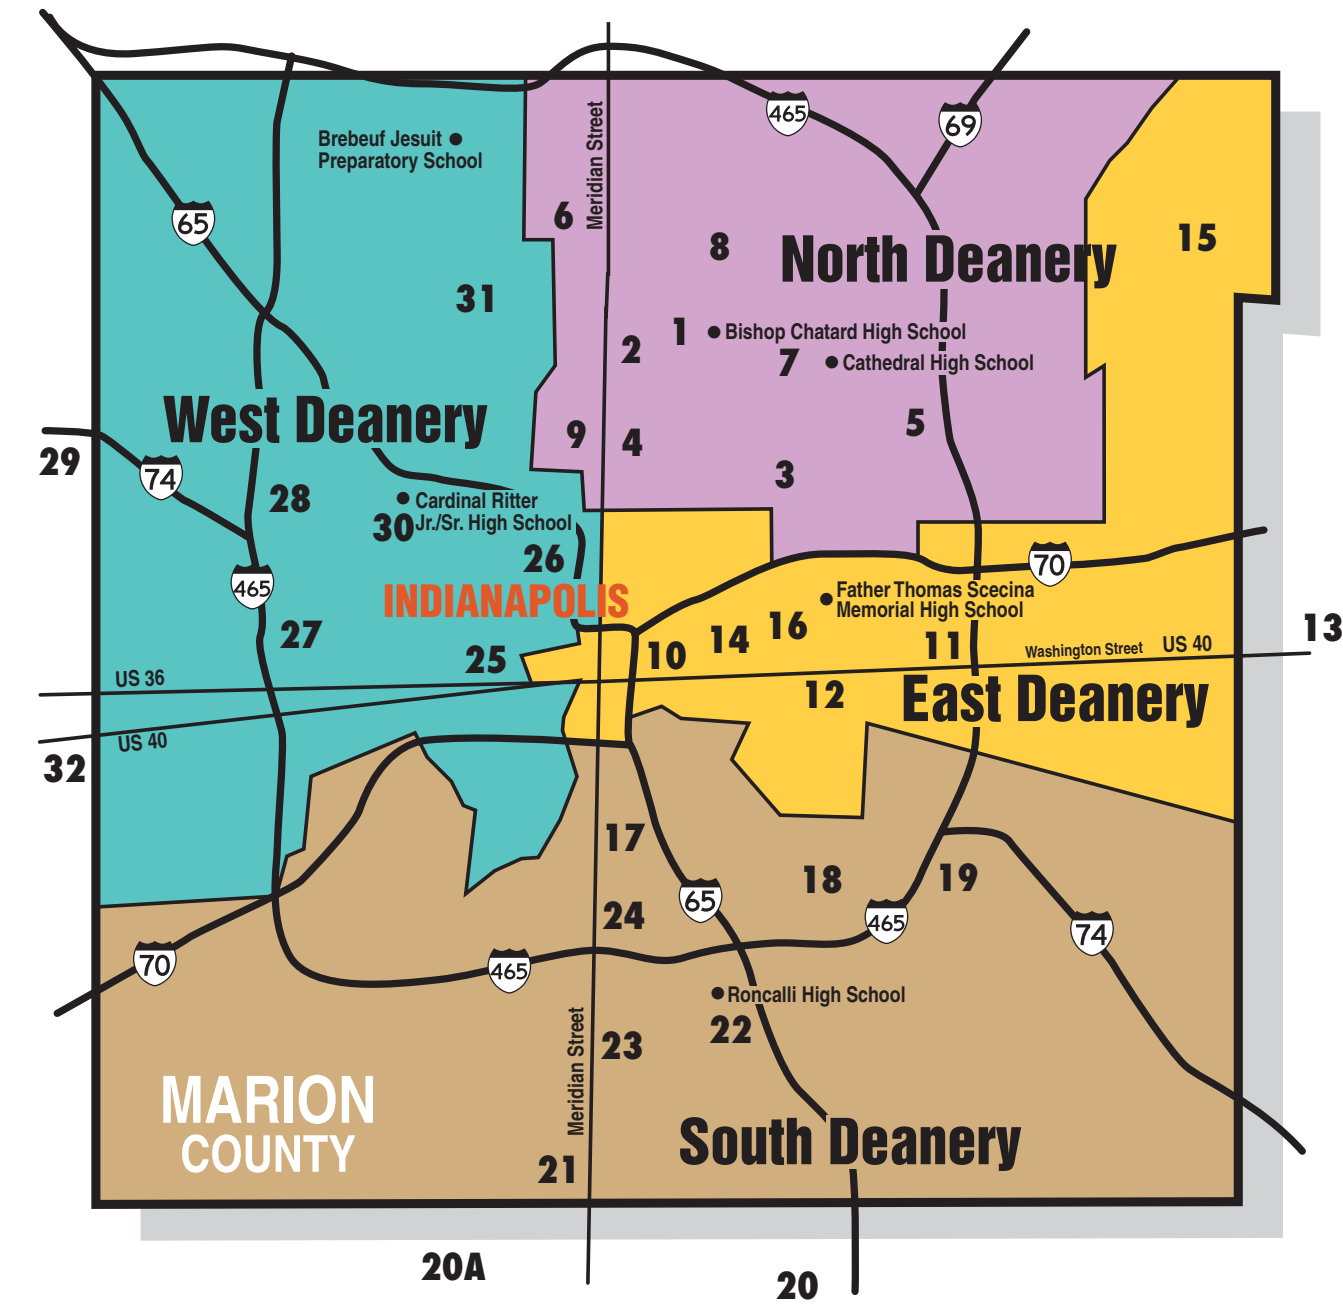 465
69
Meridian Street
Brebeuf Jesuit
Preparatory School
65
6
8
15
North Deanery
31
1
Bishop Chatard High School
2
7
Cathedral High School
West Deanery
5
9
4
29
74
3
28
Cardinal Ritter
30 Jr./Sr. High School
26
70
465
INDIANAPOLIS
Father Thomas Scecina
Memorial High School
16
13
27
14
11
Washington Street
US 40
25
10
US 36
12
East Deanery
US 40
32
17
18
19
65
24
465
74
70
465
Roncalli High School
22
23
Meridian Street
MARION
COUNTY
South Deanery
21
20A
20